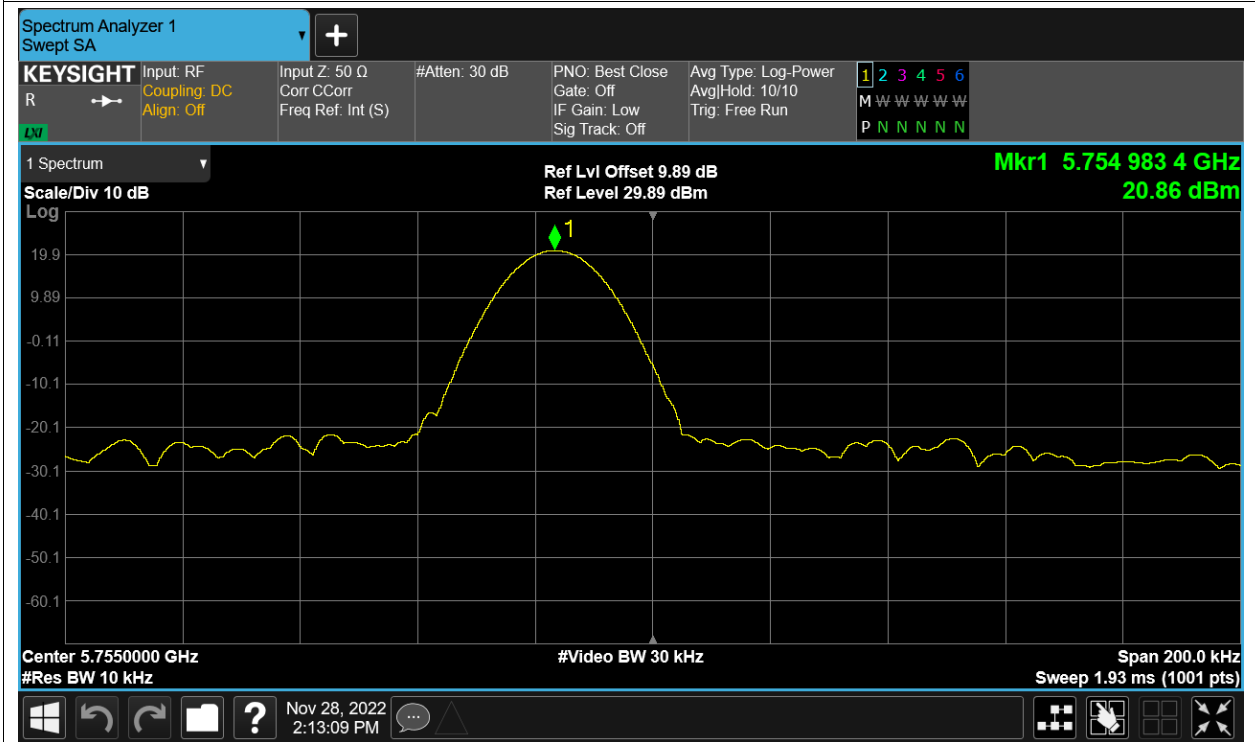 Spectrum Analyzer 1
Swept SA
+
KEYSIGHT
R
LXI
Input: RF
Coupling: DC
Align: Off
Input Z: 50 Ω
Corr CCorr
Freq Ref: Int (S)
#Atten: 30 dB
PNO: Best Close
Gate: Off
IF Gain: Low
Sig Track: Off
Avg Type: Log-Power
Avg|Hold: 10/10
Trig: Free Run
1 2 3 4 5 6
M W W W W W
P N N N N N
1 Spectrum
Scale/Div 10 dB
Log
Ref Lvl Offset 9.89 dB
Ref Level 29.89 dBm
Mkr1 5.754 983 4 GHz
20.86 dBm
1
19.9
9.89
-0.11
-10.1
-20.1
-30.1
-40.1
-50.1
-60.1
Center 5.7550000 GHz
#Res BW 10 kHz
#Video BW 30 kHz
Span 200.0 kHz
Sweep 1.93 ms (1001 pts)
?
Nov 28, 2022
2:13:09 PM